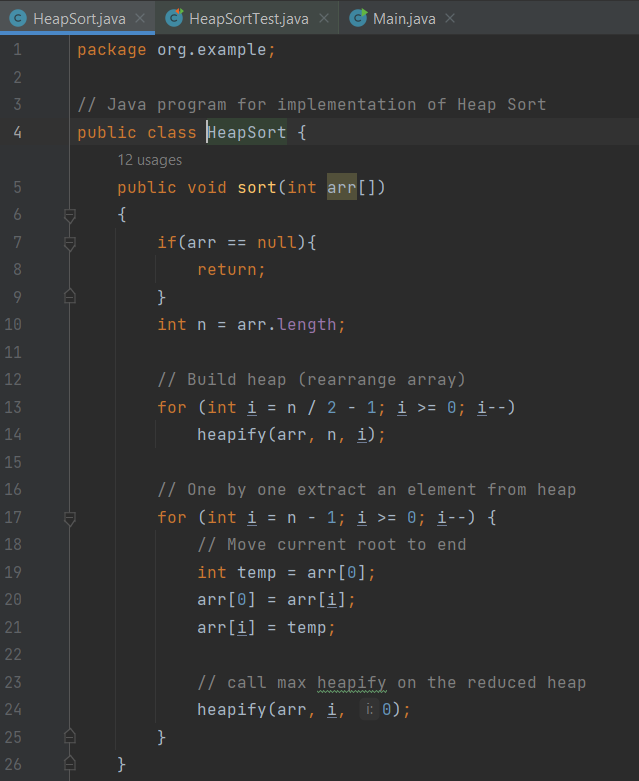 HeapSort.java × HeapSortTest.java × Main.java ×
1 package org.example;
2
3 // Java program for implementation of Heap Sort
4 public class HeapSort {
12 usages
5     public void sort(int arr[])
6     {
7         if(arr == null){
8             return;
9         }
10         int n = arr.length;
11
12         // Build heap (rearrange array)
13         for (int i = n / 2 - 1; i >= 0; i--)
14             heapify(arr, n, i);
15
16         // One by one extract an element from heap
17         for (int i = n - 1; i >= 0; i--) {
18             // Move current root to end
19             int temp = arr[0];
20             arr[0] = arr[i];
21             arr[i] = temp;
22
23             // call max heapify on the reduced heap
24             heapify(arr, i, i: 0);
25         }
26     }